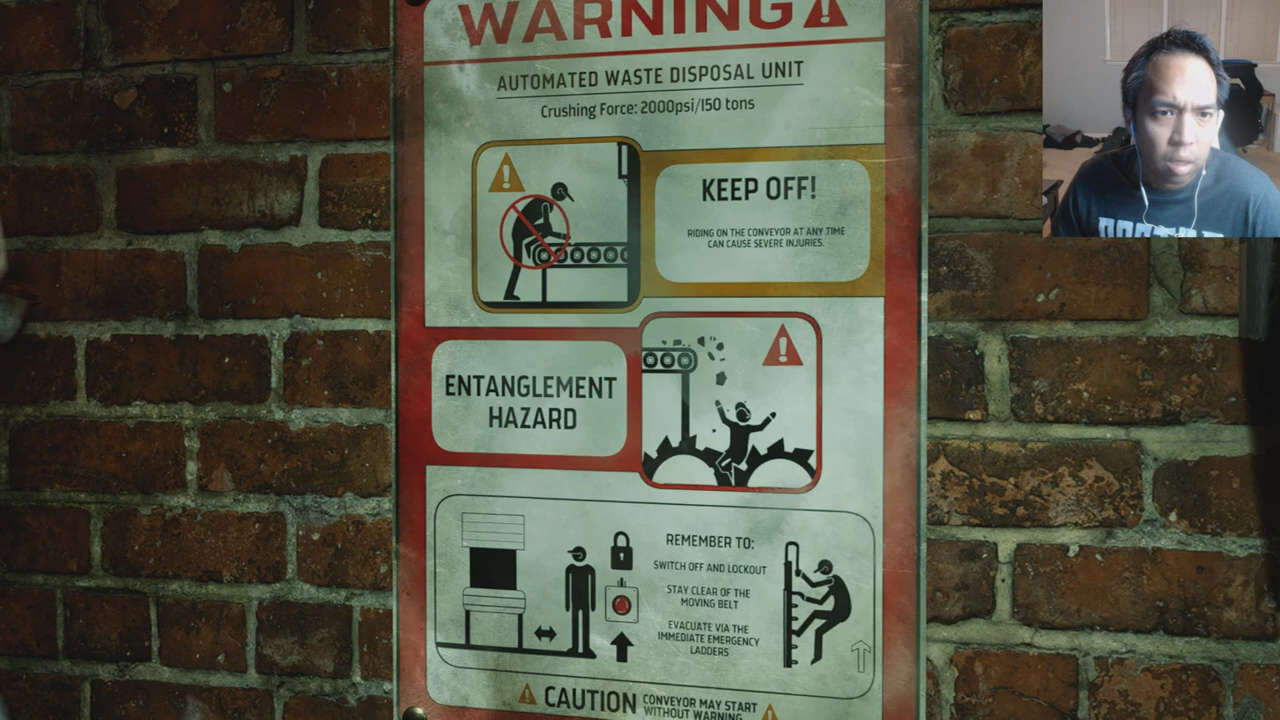 WARNING
AUTOMATED WASTE DISPOSAL UNIT
Crushing Force: 2000psi/150 tons
KEEP OFF!
RIDING ON THE CONVEYOR AT ANY TIME
CAN CAUSE SEVERE INJURIES.
ENTANGLEMENT
HAZARD
REMEMBER TO:
SWITCH OFF AND LOCKOUT
STAY CLEAR OF THE
MOVING BELT
EVACUATE VIA THE
IMMEDIATE EMERGENCY
LADDERS
CAUTION
CONVEYOR MAY START
WITHOUT WARNING